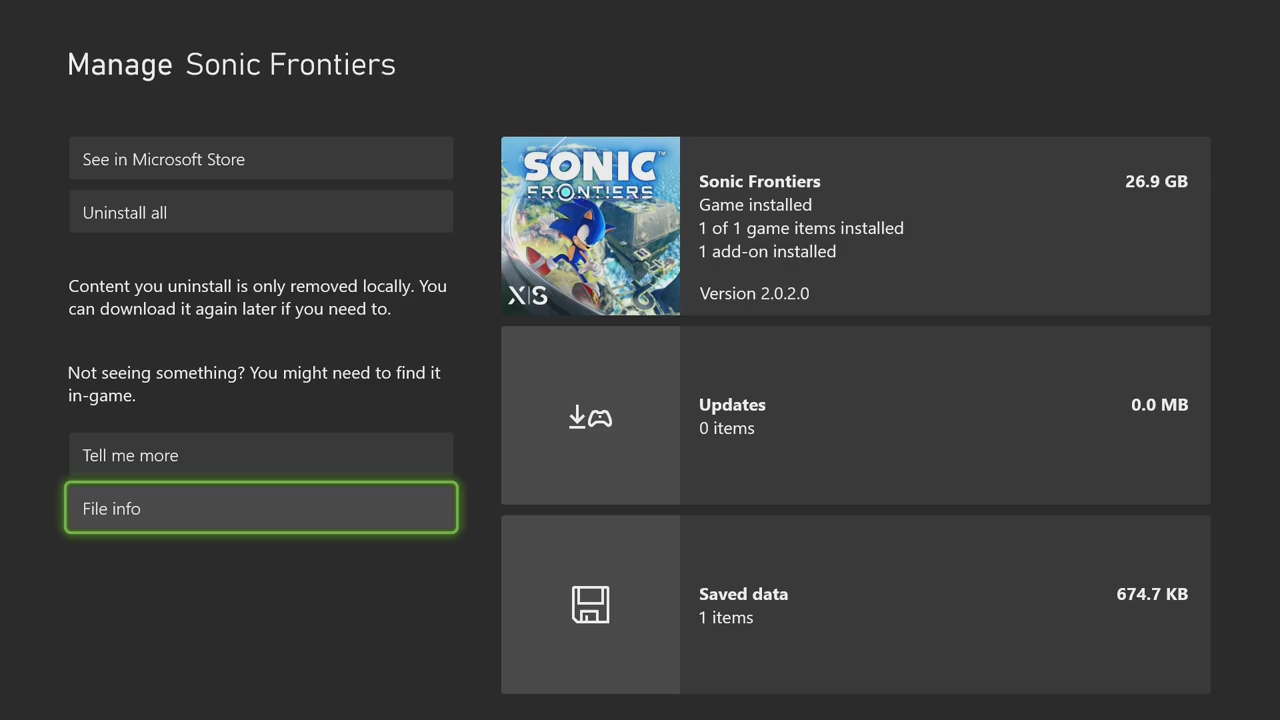 Manage Sonic Frontiers
See in Microsoft Store
Uninstall all
Content you uninstall is only removed locally. You
can download it again later if you need to.
Not seeing something? You might need to find it
in-game.
Tell me more
File info
SONIC™
FRONTIERS
X|S
Sonic Frontiers
26.9 GB
Game installed
1 of 1 game items installed
1 add-on installed
Version 2.0.2.0
Updates
0.0 MB
0 items
Saved data
674.7 KB
1 items